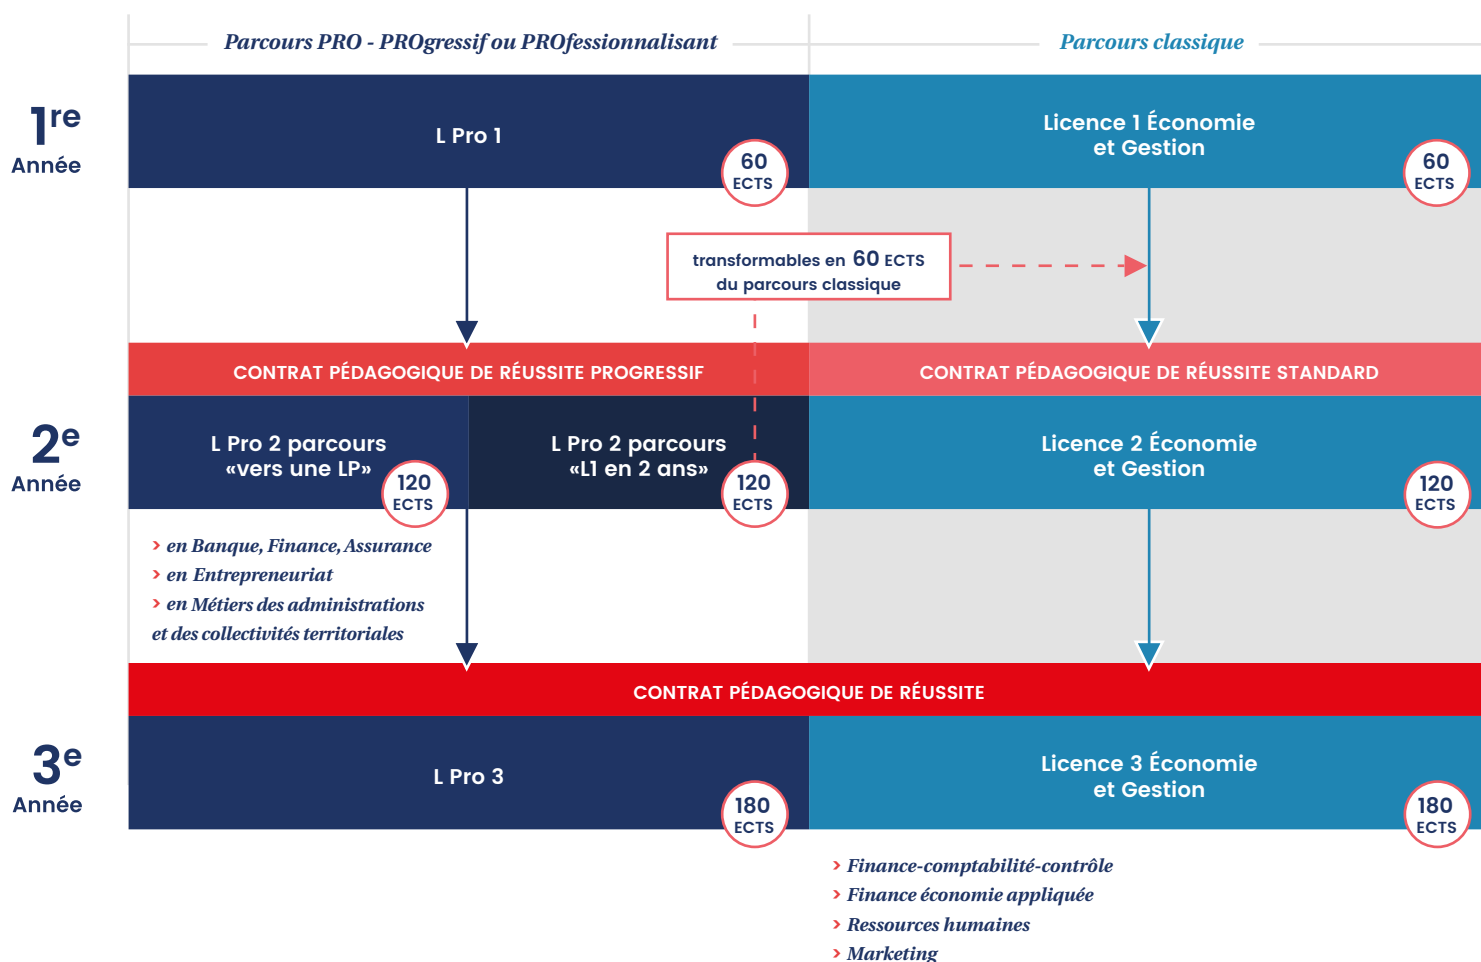 Parcours PRO - PROgressif ou PROfessionnalisant
Parcours classique
1re
Année
L Pro 1
60
ECTS
Licence 1 Économie
et Gestion
60
ECTS
transformables en 60 ECTS
du parcours classique
CONTRAT PÉDAGOGIQUE DE RÉUSSITE PROGRESSIF
CONTRAT PÉDAGOGIQUE DE RÉUSSITE STANDARD
2e
Année
L Pro 2 parcours
«vers une LP»
120
ECTS
L Pro 2 parcours
«L1 en 2 ans»
120
ECTS
Licence 2 Économie
et Gestion
120
ECTS
> en Banque, Finance, Assurance
> en Entrepreneuriat
> en Métiers des administrations
et des collectivités territoriales
CONTRAT PÉDAGOGIQUE DE RÉUSSITE
3e
Année
L Pro 3
180
ECTS
Licence 3 Économie
et Gestion
180
ECTS
> Finance-comptabilité-contrôle
> Finance économie appliquée
> Ressources humaines
> Marketing